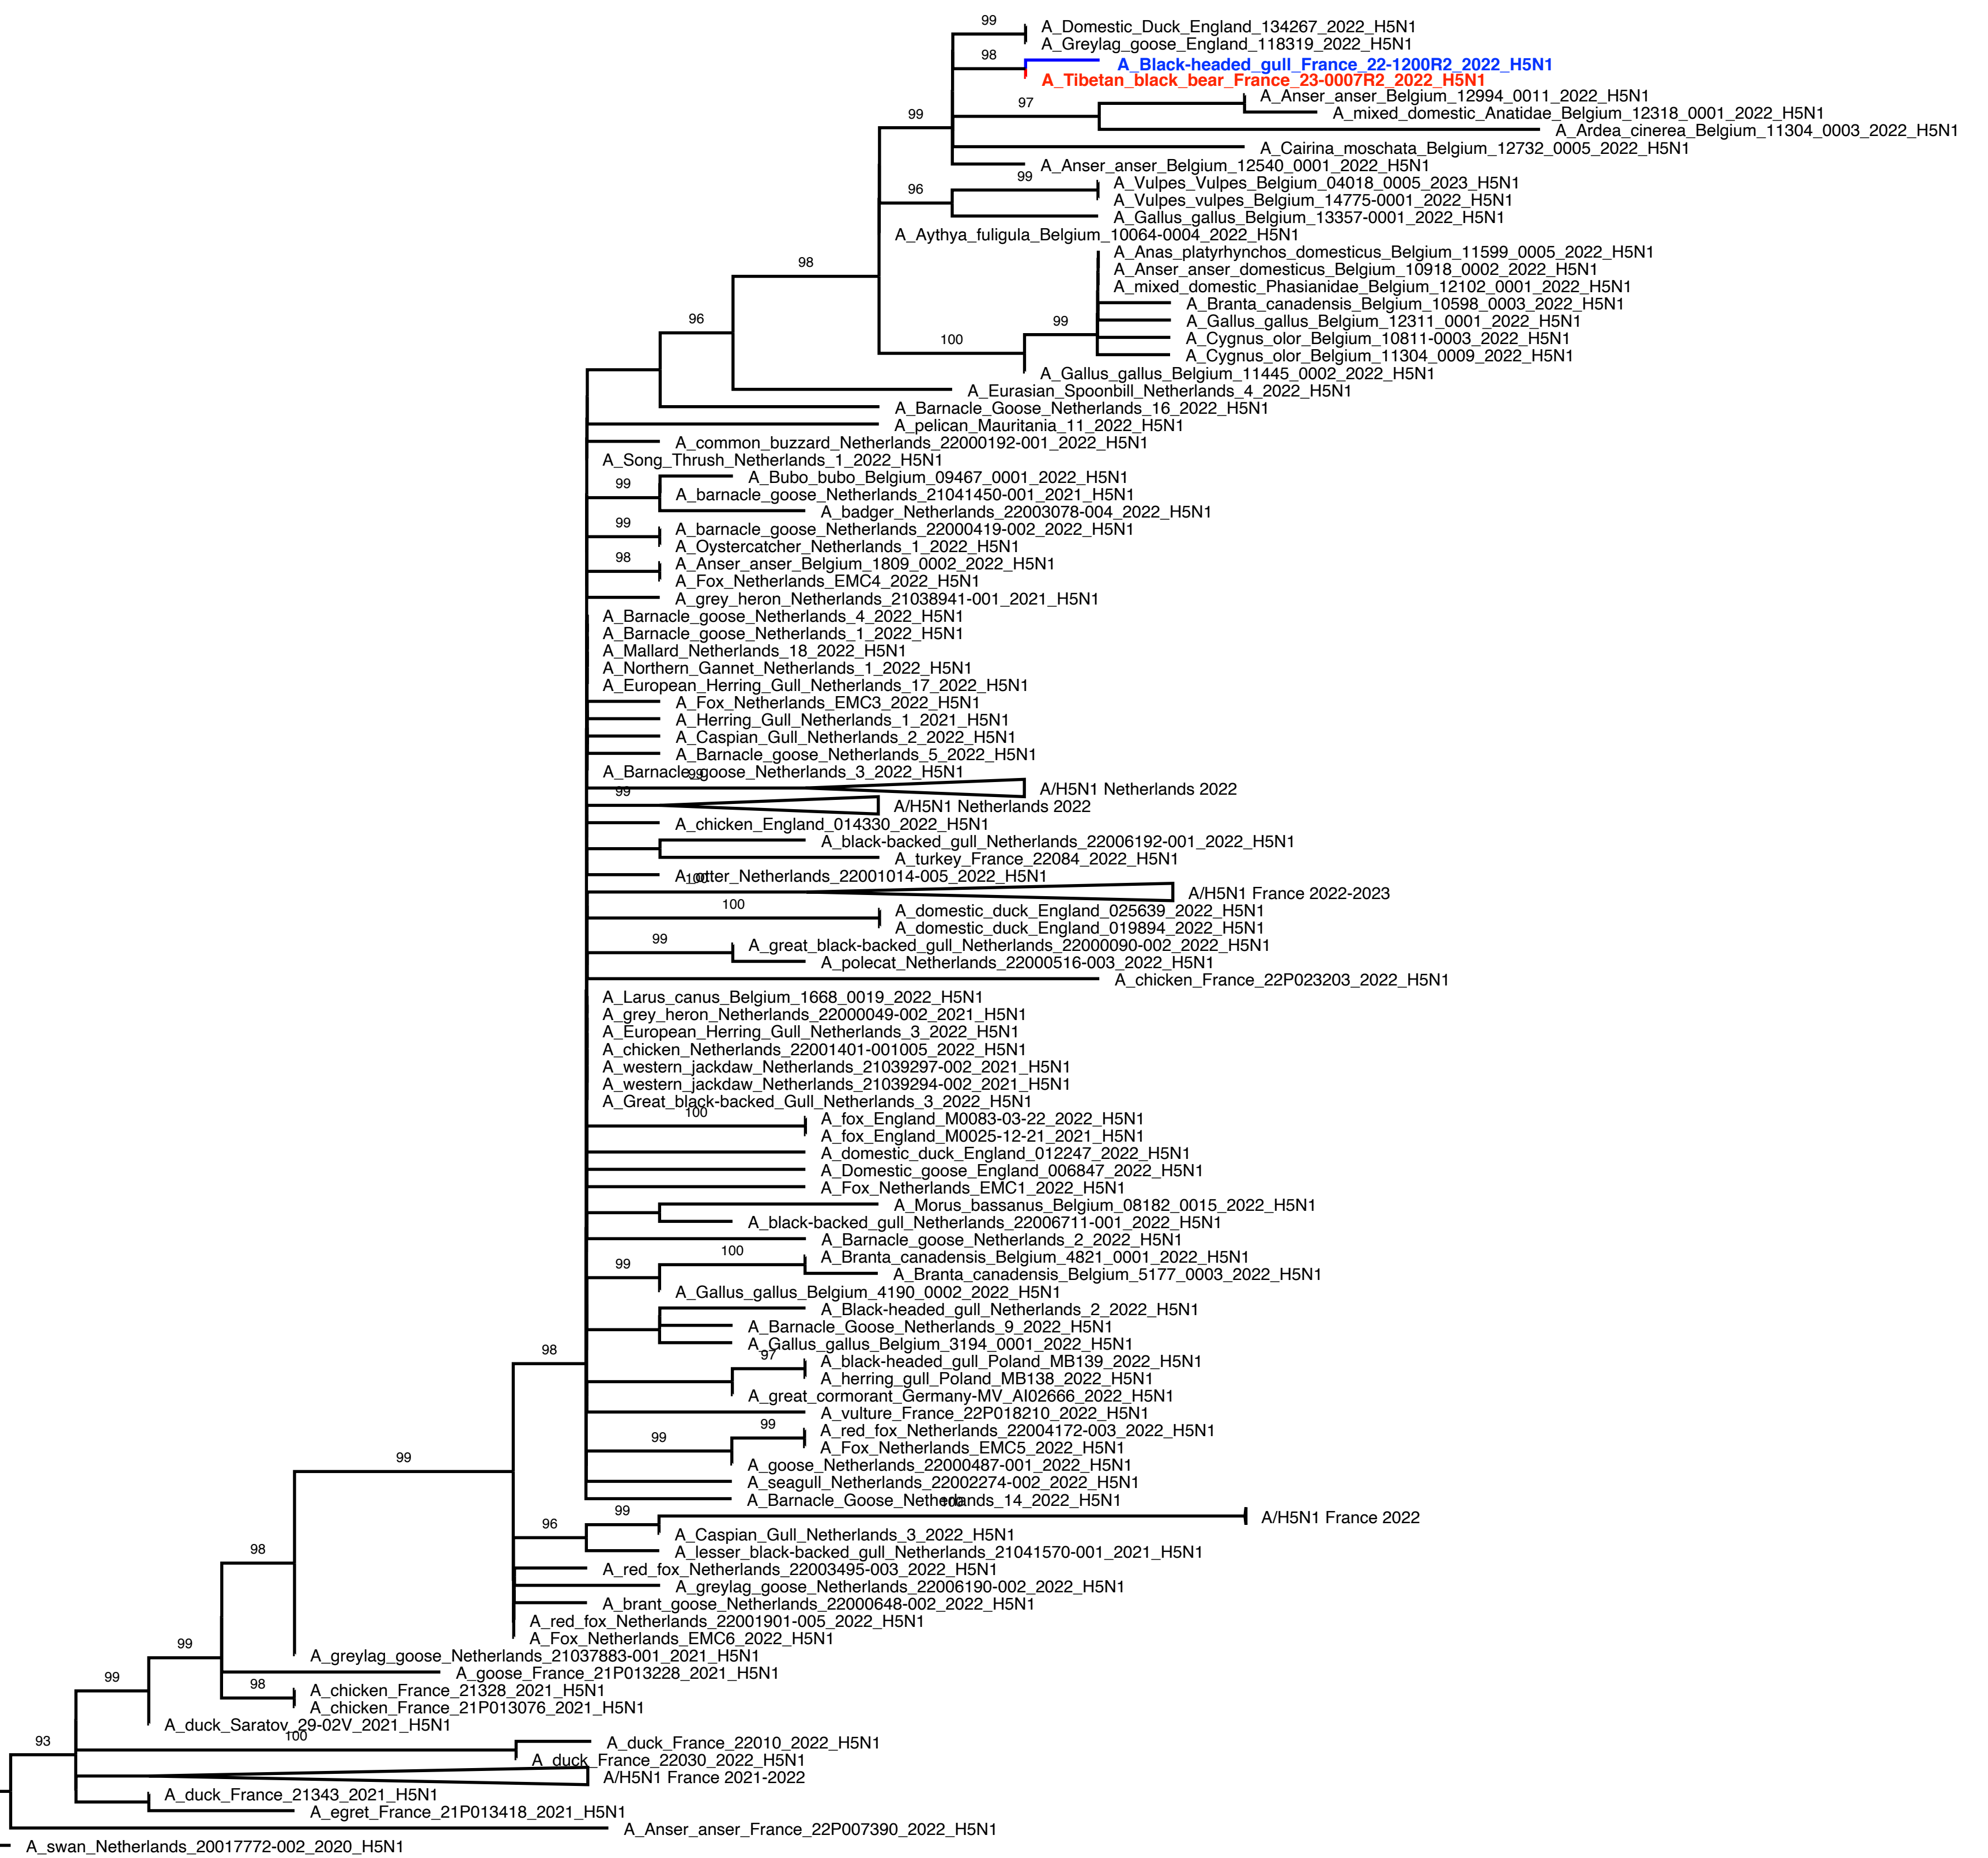 99
A_Domestic_Duck_England_134267_2022_H5N1
A_Greylag_goose_England_118319_2022_H5N1
98
A_Black-headed_gull_France_22-1200R2_2022_H5N1
A_Tibetan_black_bear_France_23-0007R2_2022_H5N1
A_Anser_anser_Belgium_12994_0011_2022_H5N1
97
A_mixed_domestic_Anatidae_Belgium_12318_0001_2022_H5N1
99
A_Ardea_cinerea_Belgium_11304_0003_2022_H5N1
A_Cairina_moschata_Belgium_12732_0005_2022_H5N1
A_Anser_anser_Belgium_12540_0001_2022_H5N1
99
A_Vulpes_Vulpes_Belgium_04018_0005_2023_H5N1
96
A_Vulpes_vulpes_Belgium_14775-0001_2022_H5N1
A_Gallus_gallus_Belgium_13357-0001_2022_H5N1
A_Aythya_fuligula_Belgium_10064-0004_2022_H5N1
A_Anas_platyrhynchos_domesticus_Belgium_11599_0005_2022_H5N1
98
A_Anser_anser_domesticus_Belgium_10918_0002_2022_H5N1
A_mixed_domestic_Phasianidae_Belgium_12102_0001_2022_H5N1
A_Branta_canadensis_Belgium_10598_0003_2022_H5N1
96
99
A_Gallus_gallus_Belgium_12311_0001_2022_H5N1
100
A_Cygnus_olor_Belgium_10811-0003_2022_H5N1
A_Cygnus_olor_Belgium_11304_0009_2022_H5N1
A_Gallus_gallus_Belgium_11445_0002_2022_H5N1
A_Eurasian_Spoonbill_Netherlands_4_2022_H5N1
A_Barnacle_Goose_Netherlands_16_2022_H5N1
A_pelican_Mauritania_11_2022_H5N1
A_common_buzzard_Netherlands_22000192-001_2022_H5N1
A_Song_Thrush_Netherlands_1_2022_H5N1
A_Bubo_bubo_Belgium_09467_0001_2022_H5N1
99
A_barnacle_goose_Netherlands_21041450-001_2021_H5N1
A_badger_Netherlands_22003078-004_2022_H5N1
99
A_barnacle_goose_Netherlands_22000419-002_2022_H5N1
A_Oystercatcher_Netherlands_1_2022_H5N1
98
A_Anser_anser_Belgium_1809_0002_2022_H5N1
A_Fox_Netherlands_EMC4_2022_H5N1
A_grey_heron_Netherlands_21038941-001_2021_H5N1
A_Barnacle_goose_Netherlands_4_2022_H5N1
A_Barnacle_goose_Netherlands_1_2022_H5N1
A_Mallard_Netherlands_18_2022_H5N1
A_Northern_Gannet_Netherlands_1_2022_H5N1
A_European_Herring_Gull_Netherlands_17_2022_H5N1
A_Fox_Netherlands_EMC3_2022_H5N1
A_Herring_Gull_Netherlands_1_2021_H5N1
A_Caspian_Gull_Netherlands_2_2022_H5N1
A_Barnacle_goose_Netherlands_5_2022_H5N1
A_Barnacle_goose_Netherlands_3_2022_H5N1
99
A/H5N1 Netherlands 2022
99
A/H5N1 Netherlands 2022
A_chicken_England_014330_2022_H5N1
A_black-backed_gull_Netherlands_22006192-001_2022_H5N1
A_turkey_France_22084_2022_H5N1
A_otter_Netherlands_22001014-005_2022_H5N1
100
A/H5N1 France 2022-2023
100
A_domestic_duck_England_025639_2022_H5N1
A_domestic_duck_England_019894_2022_H5N1
99
A_great_black-backed_gull_Netherlands_22000090-002_2022_H5N1
A_polecat_Netherlands_22000516-003_2022_H5N1
A_chicken_France_22P023203_2022_H5N1
A_Larus_canus_Belgium_1668_0019_2022_H5N1
A_grey_heron_Netherlands_22000049-002_2021_H5N1
A_European_Herring_Gull_Netherlands_3_2022_H5N1
A_chicken_Netherlands_22001401-001005_2022_H5N1
A_western_jackdaw_Netherlands_21039297-002_2021_H5N1
A_western_jackdaw_Netherlands_21039294-002_2021_H5N1
A_Great_black-backed_Gull_Netherlands_3_2022_H5N1
100
A_fox_England_M0083-03-22_2022_H5N1
A_fox_England_M0025-12-21_2021_H5N1
A_domestic_duck_England_012247_2022_H5N1
A_Domestic_goose_England_006847_2022_H5N1
A_Fox_Netherlands_EMC1_2022_H5N1
A_Morus_bassanus_Belgium_08182_0015_2022_H5N1
A_black-backed_gull_Netherlands_22006711-001_2022_H5N1
A_Barnacle_goose_Netherlands_2_2022_H5N1
100
A_Branta_canadensis_Belgium_4821_0001_2022_H5N1
99
A_Branta_canadensis_Belgium_5177_0003_2022_H5N1
A_Gallus_gallus_Belgium_4190_0002_2022_H5N1
A_Black-headed_gull_Netherlands_2_2022_H5N1
A_Barnacle_Goose_Netherlands_9_2022_H5N1
A_Gallus_gallus_Belgium_3194_0001_2022_H5N1
98
97
A_black-headed_gull_Poland_MB139_2022_H5N1
A_herring_gull_Poland_MB138_2022_H5N1
A_great_cormorant_Germany-MV_AI02666_2022_H5N1
A_vulture_France_22P018210_2022_H5N1
99
A_red_fox_Netherlands_22004172-003_2022_H5N1
99
A_Fox_Netherlands_EMC5_2022_H5N1
99
A_goose_Netherlands_22000487-001_2022_H5N1
A_seagull_Netherlands_22002274-002_2022_H5N1
A_Barnacle_Goose_Netherlands_14_2022_H5N1
100
99
A/H5N1 France 2022
96
A_Caspian_Gull_Netherlands_3_2022_H5N1
A_lesser_black-backed_gull_Netherlands_21041570-001_2021_H5N1
98
A_red_fox_Netherlands_22003495-003_2022_H5N1
A_greylag_goose_Netherlands_22006190-002_2022_H5N1
A_brant_goose_Netherlands_22000648-002_2022_H5N1
A_red_fox_Netherlands_22001901-005_2022_H5N1
A_Fox_Netherlands_EMC6_2022_H5N1
99
A_greylag_goose_Netherlands_21037883-001_2021_H5N1
A_goose_France_21P013228_2021_H5N1
99
98
A_chicken_France_21328_2021_H5N1
A_chicken_France_21P013076_2021_H5N1
A_duck_Saratov_29-02V_2021_H5N1
93
100
A_duck_France_22010_2022_H5N1
A_duck_France_22030_2022_H5N1
A/H5N1 France 2021-2022
A_duck_France_21343_2021_H5N1
A_egret_France_21P013418_2021_H5N1
A_Anser_anser_France_22P007390_2022_H5N1
A_swan_Netherlands_20017772-002_2020_H5N1